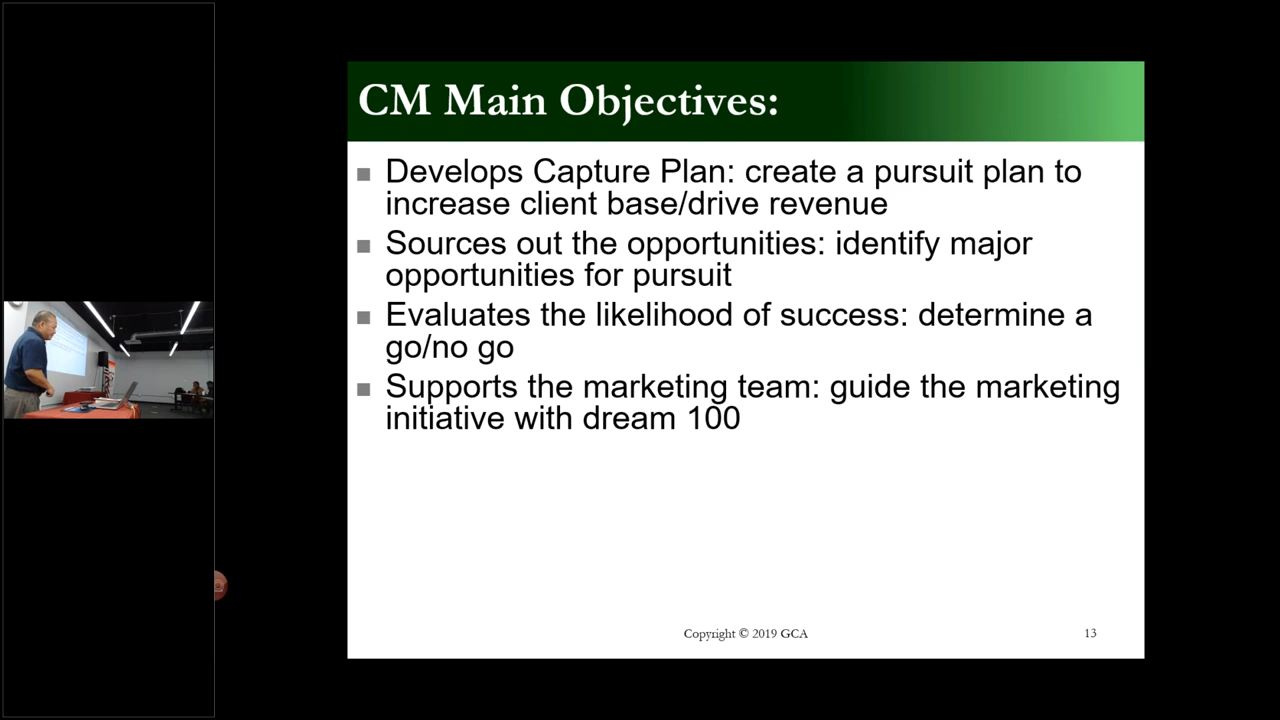 CM Main Objectives:
Develops Capture Plan: create a pursuit plan to
increase client base/drive revenue
Sources out the opportunities: identify major
opportunities for pursuit
Evaluates the likelihood of success: determine a
go/no go
Supports the marketing team: guide the marketing
initiative with dream 100
Copyright © 2019 GCA
13